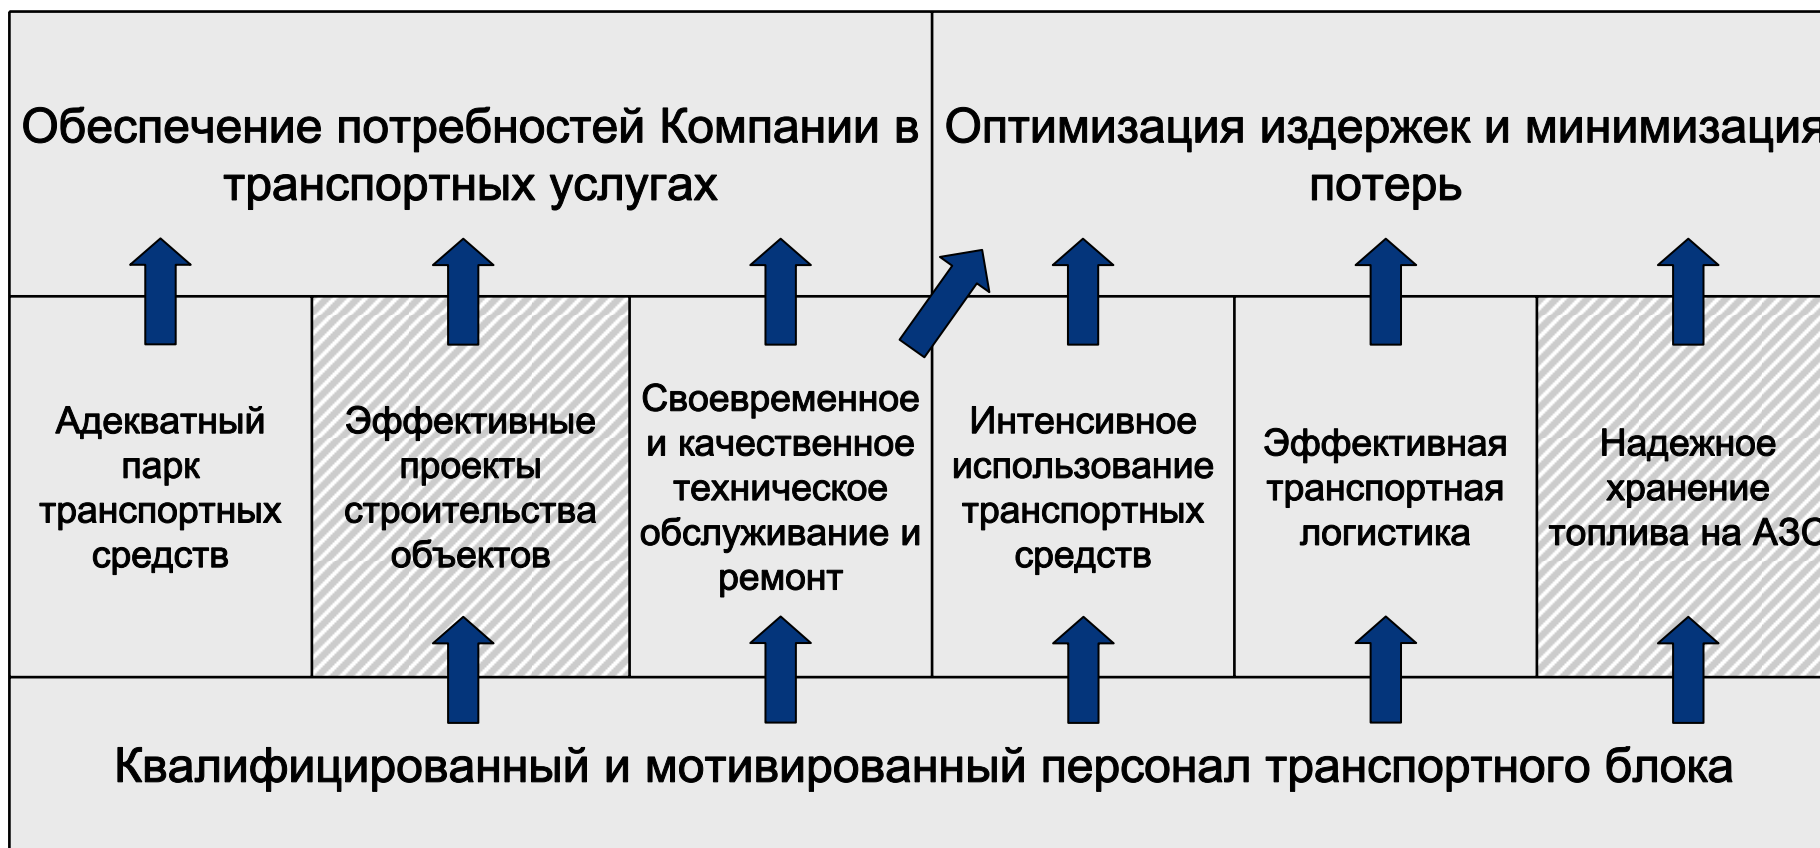 Обеспечение потребностей Компании в
транспортных услугах
Оптимизация издержек и минимизация
потерь
Адекватный
парк
транспортных
средств
Эффективные
проекты
строительства
объектов
Своевременное
и качественное
техническое
обслуживание и
ремонт
Интенсивное
использование
транспортных
средств
Эффективная
транспортная
логистика
Надежное
хранение
топлива на АЗС
Квалифицированный и мотивированный персонал транспортного блока